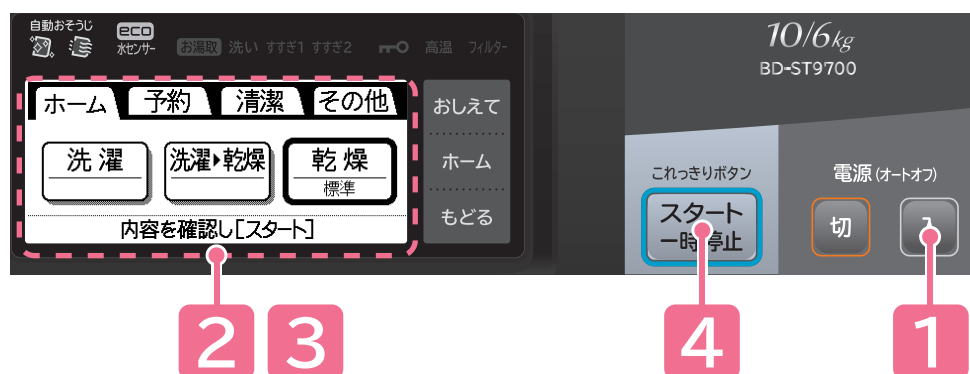 自動おそうじ
eco
水センサー
お湯取 洗い すすぎ1 すすぎ2 高温 フィルター
ホーム 予約 清潔 その他
洗濯 洗濯▶乾燥 乾燥
標準
内容を確認し[スタート]
おしえて
ホーム
もどる
10/6kg
BD-ST9700
これっきりボタン
スタート
一時停止
電源(オートオフ)
切 入
2 3 4 1